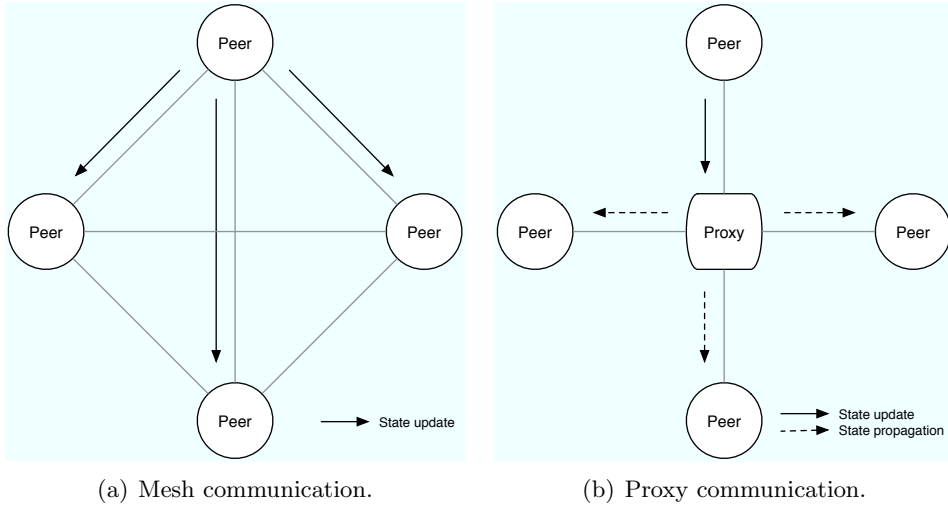 Peer
Peer
Peer
Peer
State update
(a) Mesh communication.
Peer
Peer
Proxy
Peer
Peer
State update
State propagation
(b) Proxy communication.